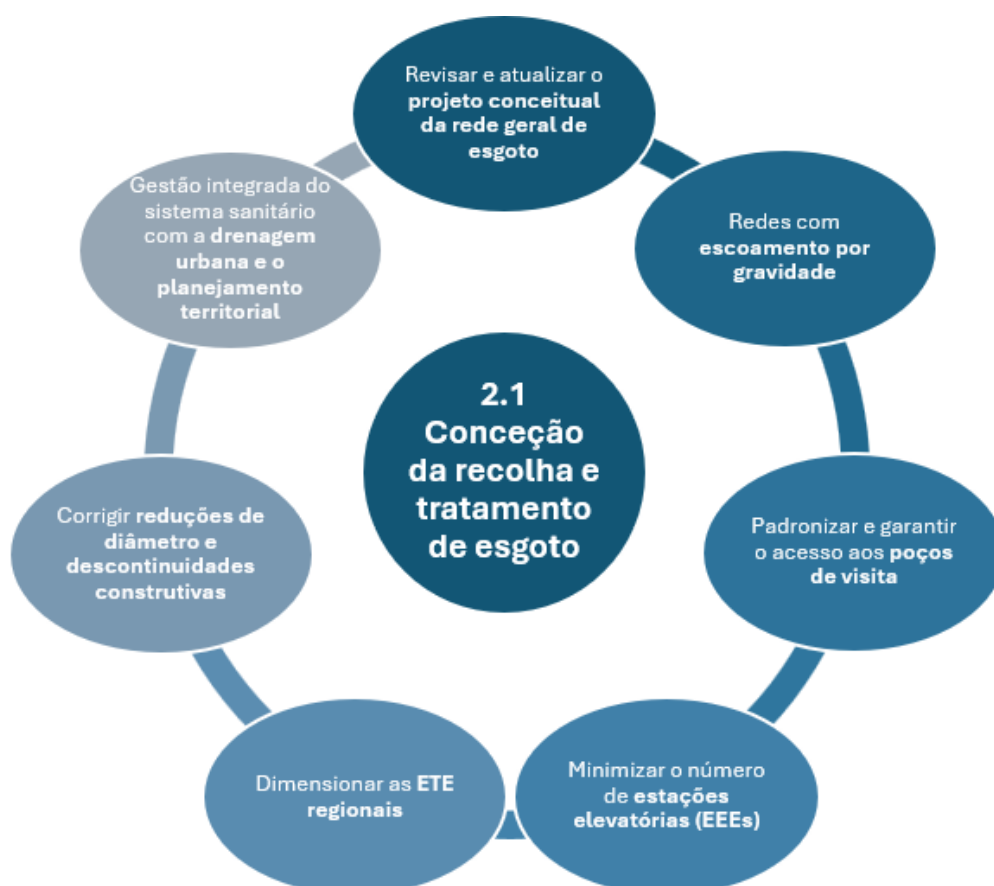 Revisar e atualizar o
projeto conceitual
da rede geral de
esgoto
Redes com
escoamento por
gravidade
Padronizar e garantir
o acesso aos poços
de visita
Minimizar o número
de estações
elevatórias (EEEs)
Dimensionar as ETE
regionais
Corrigir reduções de
diâmetro e
descontinuidades
construtivas
Gestão integrada do
sistema sanitário
com a drenagem
urbana e o
planejamento
territorial
2.1
Conceção
da recolha e
tratamento
de esgoto